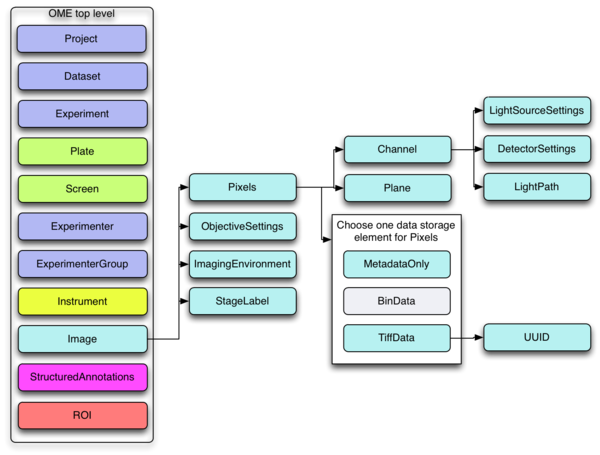 OME top level
Project
Dataset
Experiment
Plate
Screen
Experimenter
ExperimenterGroup
Instrument
Image
StructuredAnnotations
ROI
Pixels
ObjectiveSettings
ImagingEnvironment
StageLabel
Channel
Plane
Choose one data storage
element for Pixels
MetadataOnly
BinData
TiffData
LightSourceSettings
DetectorSettings
LightPath
UUID